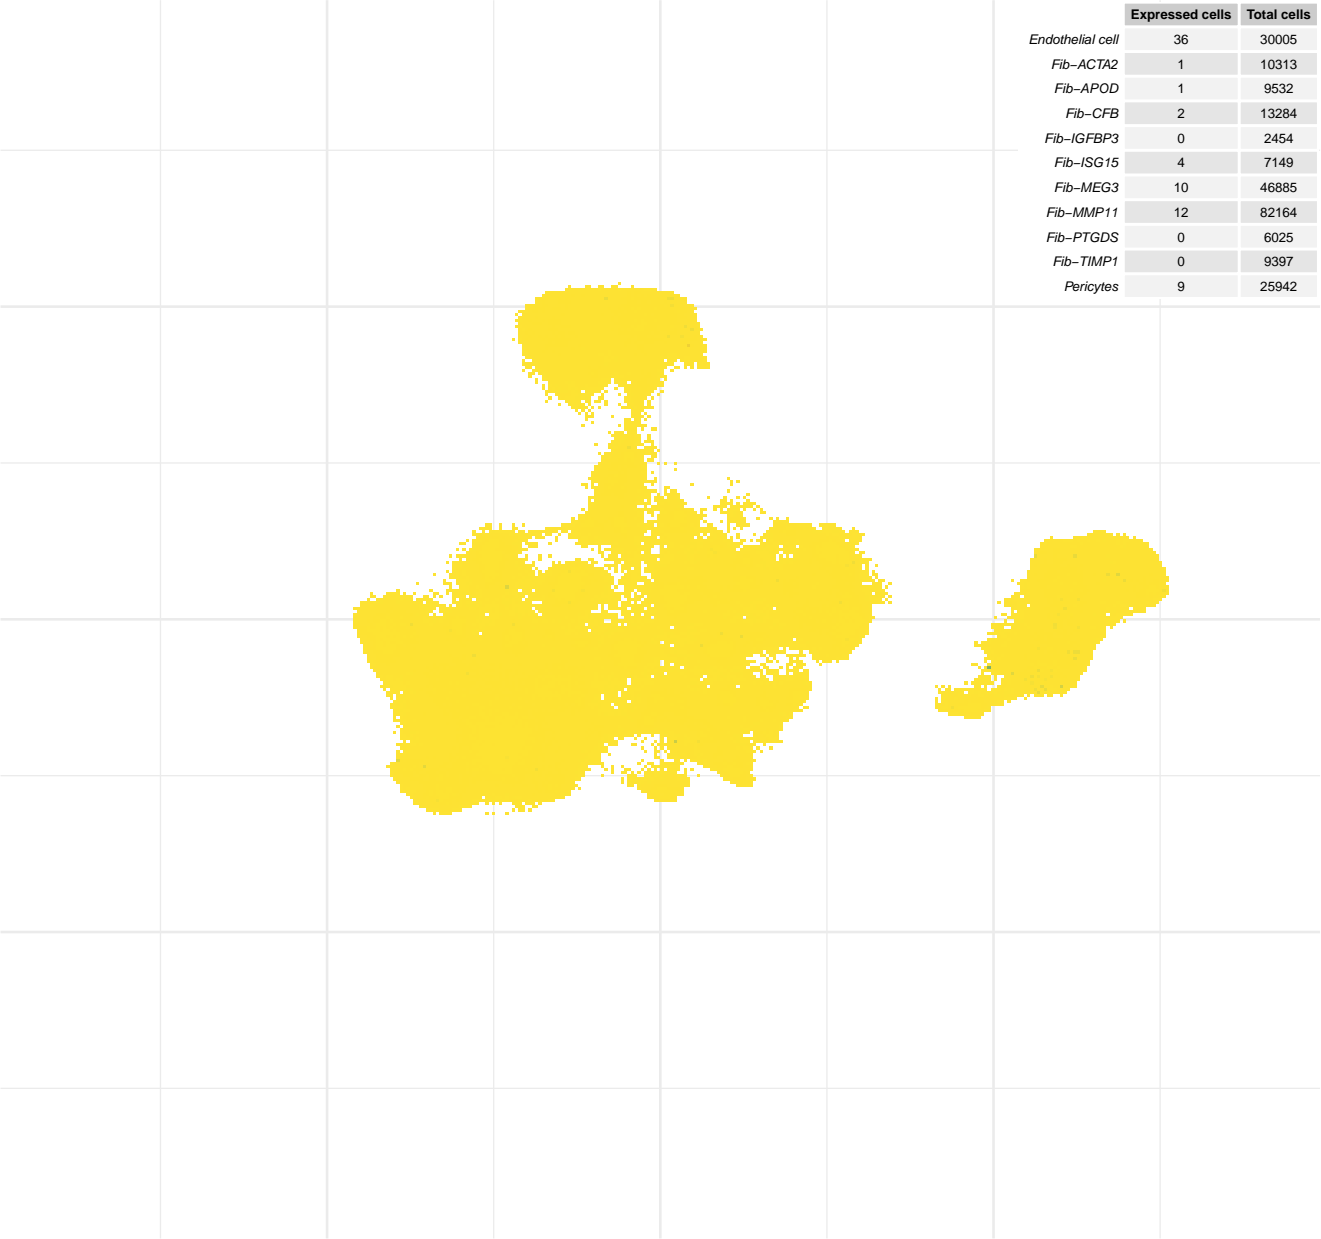 Expressed cells Total cells
Endothelial cell 36 30005
Fib−ACTA2 1 10313
Fib−APOD 1 9532
Fib−CFB 2 13284
Fib−IGFBP3 0 2454
Fib−ISG15 4 7149
Fib−MEG3 10 46885
Fib−MMP11 12 82164
Fib−PTGDS 0 6025
Fib−TIMP1 0 9397
Pericytes 9 25942